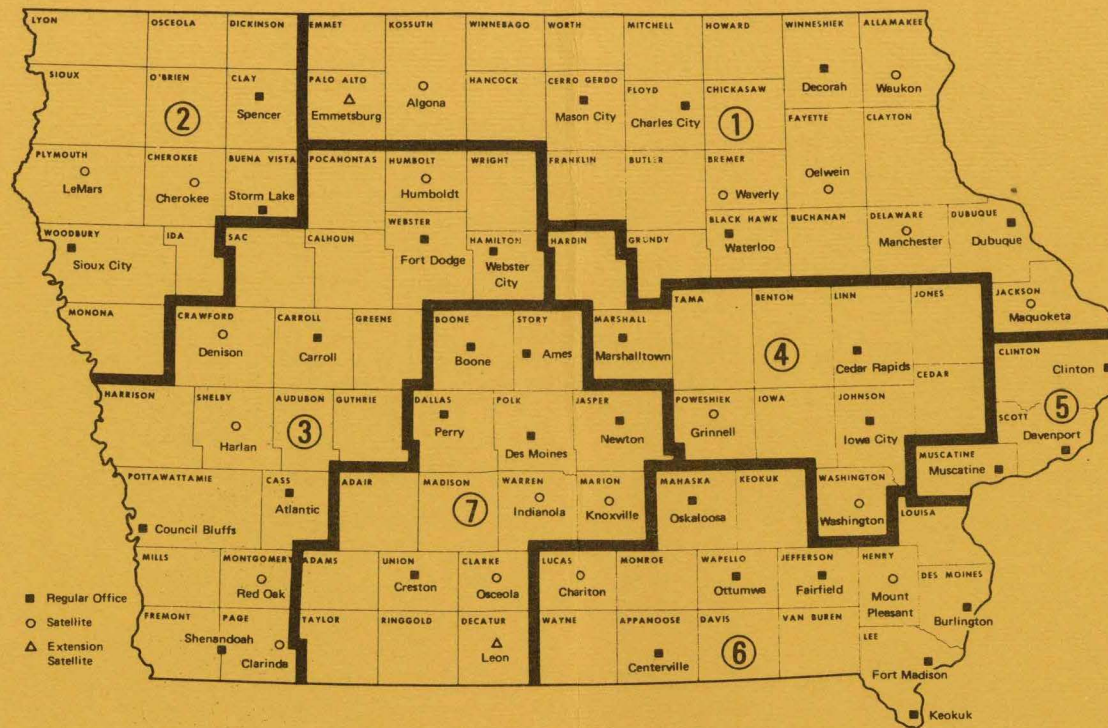 LYON
OSCEOLA
DICKINSON
EMMET
KOSSUTH
WINNEBAGO
WORTH
MITCHELL
HOWARD
WINNESHIEK
ALLAMAKEE
SIOUX
O'BRIEN
CLAY
Spencer
PALO ALTO
Emmetsburg
Algona
HANCOCK
CERRO GERDO
Mason City
FLOYD
Charles City
CHICKASAW
Decorah
Waukon
2
1
FAYETTE
CLAYTON
PLYMOUTH
LeMars
CHEROKEE
Cherokee
BUENA VISTA
Storm Lake
POCAHONTAS
HUMBOLT
Humboldt
WRIGHT
FRANKLIN
BUTLER
BREMER
Waverly
Oelwein
WOODBURY
Sioux City
IDA
SAC
CALHOUN
WEBSTER
Fort Dodge
HAMILTON
Webster
City
HARDIN
GRUNDY
BLACK HAWK
Waterloo
BUCHANAN
DELAWARE
Manchester
DUBUQUE
Dubuque
MONONA
CRAWFORD
Denison
CARROLL
Carroll
GREENE
BOONE
Boone
STORY
Ames
MARSHALL
Marshalltown
TAMA
BENTON
LINN
Cedar Rapids
JONES
JACKSON
Maquoketa
4
CEDAR
CLINTON
Clinton
HARRISON
SHELBY
Harlan
AUDUBON
GUTHRIE
3
DALLAS
Perry
POLK
Des Moines
JASPER
Newton
POWESHIEK
Grinnell
IOWA
JOHNSON
Iowa City
SCOTT
5
Davenport
MUSCATINE
Muscatine
POTTAWATTAMIE
Council Bluffs
CASS
Atlantic
ADAIR
MADISON
7
WARREN
Indianola
MARION
Knoxville
MAHASKA
Oskaloosa
KEOKUK
WASHINGTON
Washington
LOUISA
MILLS
MONTGOMERY
Red Oak
ADAMS
UNION
Creston
CLARKE
Osceola
LUCAS
Chariton
MONROE
WAPELLO
Ottumwa
JEFFERSON
Fairfield
HENRY
Mount
Pleasant
DES MOINES
Burlington
FREMONT
PAGE
Shenandoah
Clarinda
TAYLOR
RINGGOLD
DECATUR
Leon
WAYNE
APPANOOSE
Centerville
DAVIS
6
VAN BUREN
LEE
Fort Madison
Keokuk
Regular Office
Satellite
Extension
Satellite